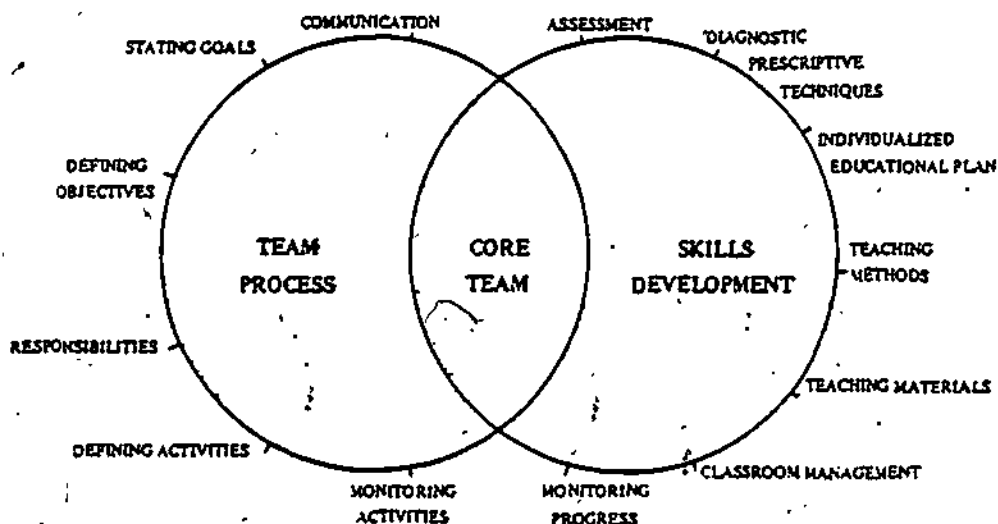 COMMUNICATION
STATING GOALS
DEFINING
OBJECTIVES
RESPONSIBILITIES
DEFINING ACTIVITIES
MONITORING
ACTIVITIES
TEAM
PROCESS
CORE
TEAM
SKILLS
DEVELOPMENT
ASSESSMENT
DIAGNOSTIC
PRESCRIPTIVE
TECHNIQUES
INDIVIDUALIZED
EDUCATIONAL PLAN
TEACHING
METHODS
TEACHING MATERIALS
CLASSROOM MANAGEMENT
MONITORING
PROGRESS